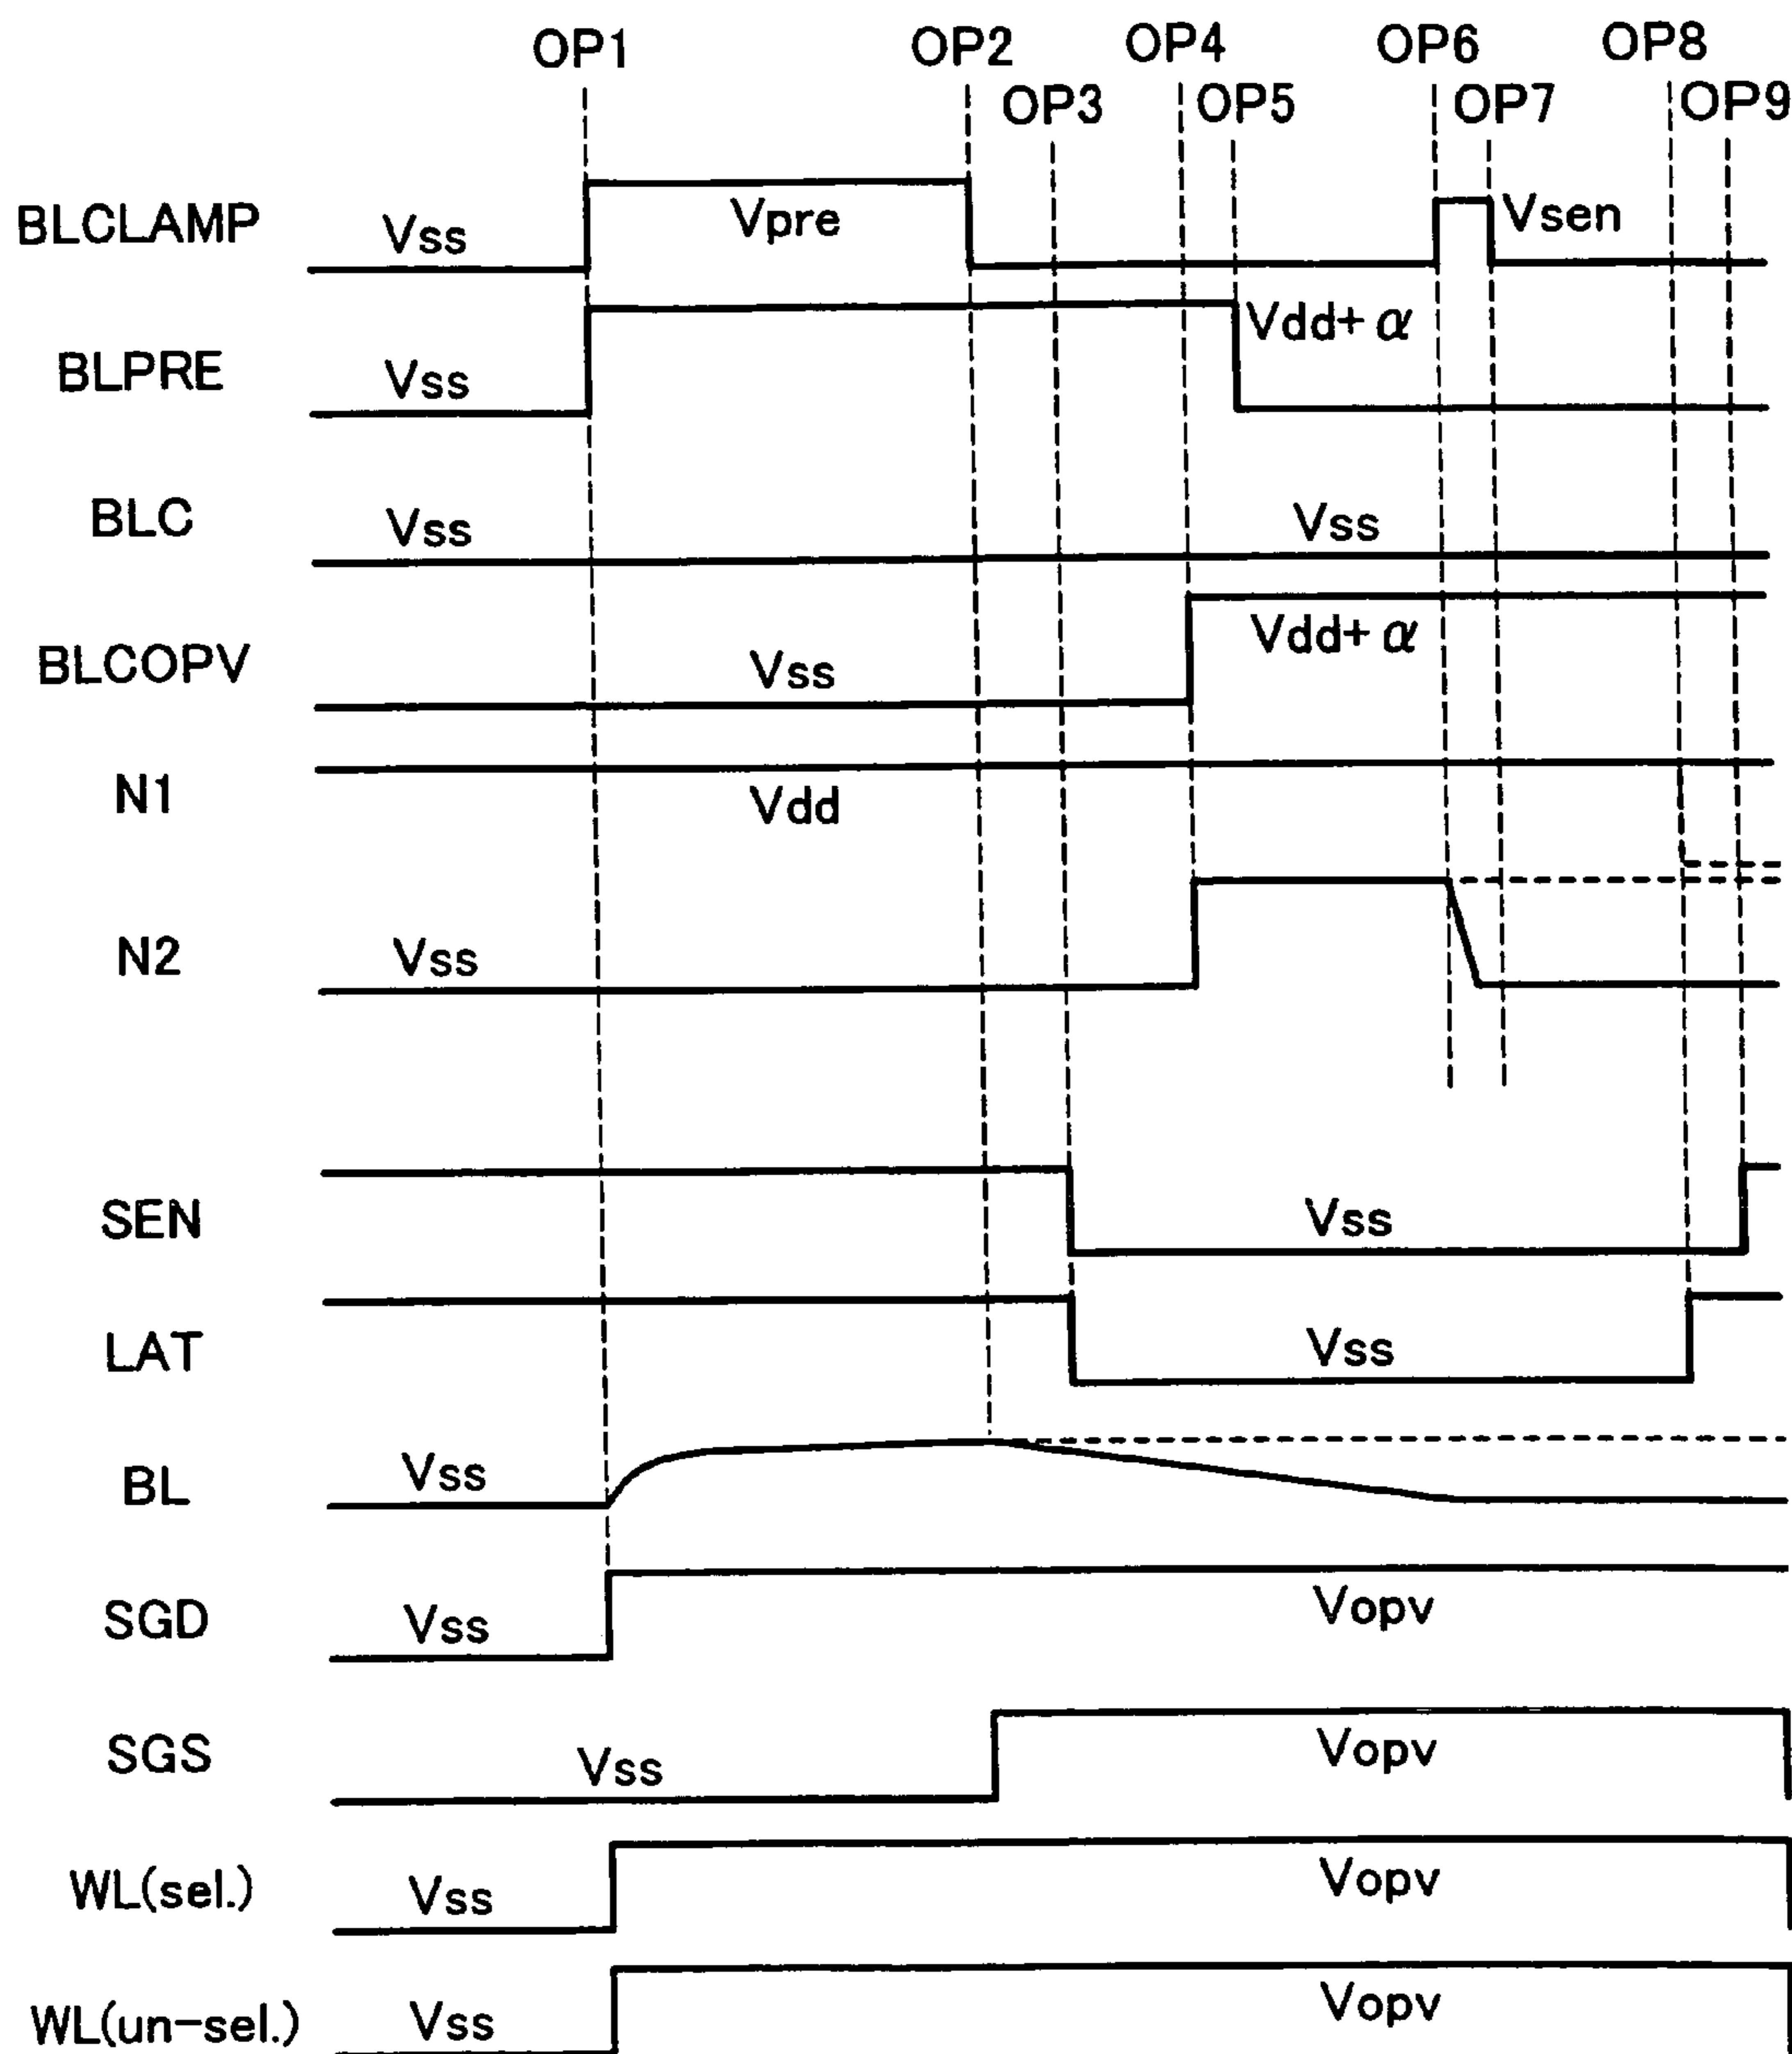 OP1 OP2 OP4 OP6 OP8
OP3 OP5 OP7 OP9
BLCLAMP Vss Vpre Vsen
BLPRE Vss Vdd+α
BLC Vss Vss
BLCOPV Vss Vdd+α
N1 Vdd
N2 Vss
SEN Vss
LAT Vss
BL Vss
SGD Vss Vopv
SGS Vss Vopv
WL(sel.) Vss Vopv
WL(un-sel.) Vss Vopv